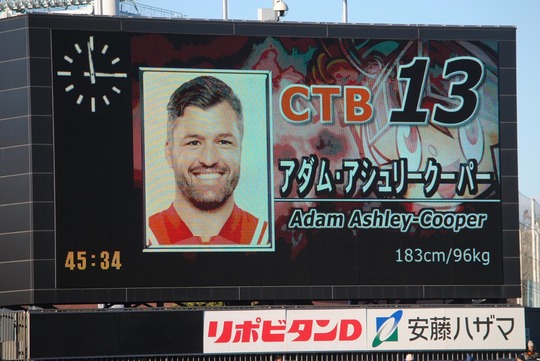 CTB 13
アダム・アシュリークーパー
Adam Ashley-Cooper
183cm/96kg
45:34
リポビタンD 安藤ハザマ